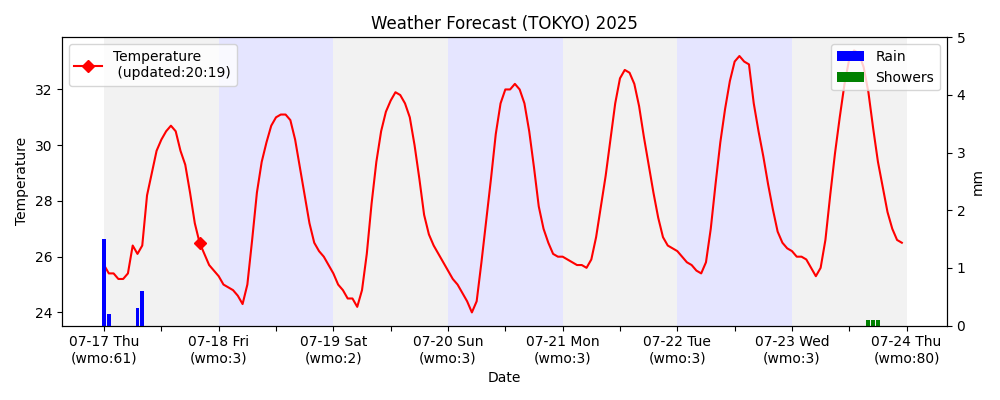 Weather Forecast (TOKYO) 2025
Temperature
(updated:20:19)
Rain
Showers
Temperature
32
30
28
26
24
5
4
3
2
1
0
mm
07-17 Thu
(wmo:61)
07-18 Fri
(wmo:3)
07-19 Sat
(wmo:2)
07-20 Sun
(wmo:3)
07-21 Mon
(wmo:3)
07-22 Tue
(wmo:3)
07-23 Wed
(wmo:3)
07-24 Thu
(wmo:80)
Date